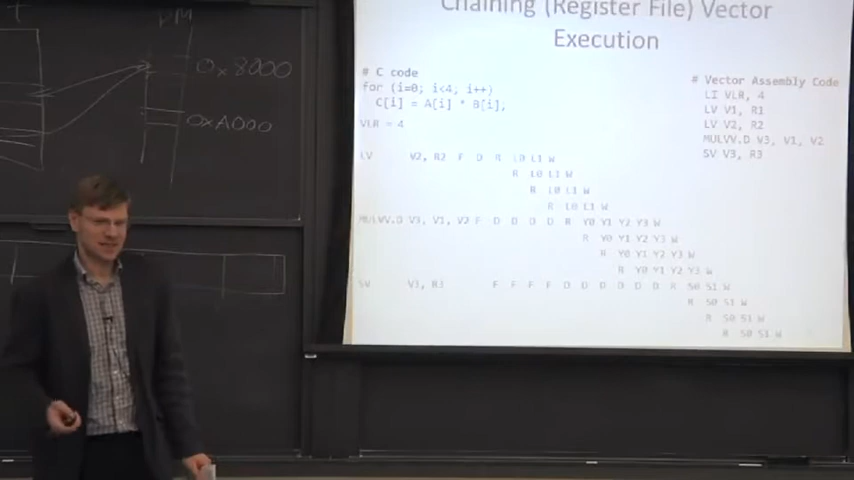 PM
0x8000
0xA000
Chaining (Register File) Vector
Execution
# C code
for (i=0; i<4; i++)
C[i] = A[i] * B[i],
VLR = 4
# Vector Assembly Code
LI VLR, 4
LV V1, R1
LV V2, R2
MULVV.D V3, V1, V2
SV V3, R3
LV V2, R2 F D R L0 L1 W
R L0 L1 W
R L0 L1 W
R L0 L1 W
MULVV.D V3, V1, V2 F D D D D R Y0 Y1 Y2 Y3 W
R Y0 Y1 Y2 Y3 W
R Y0 Y1 Y2 Y3 W
R Y0 Y1 Y2 Y3 W
SV V3, R3 F F F F D D D D D D R S0 S1 W
R S0 S1 W
R S0 S1 W
R S0 S1 W